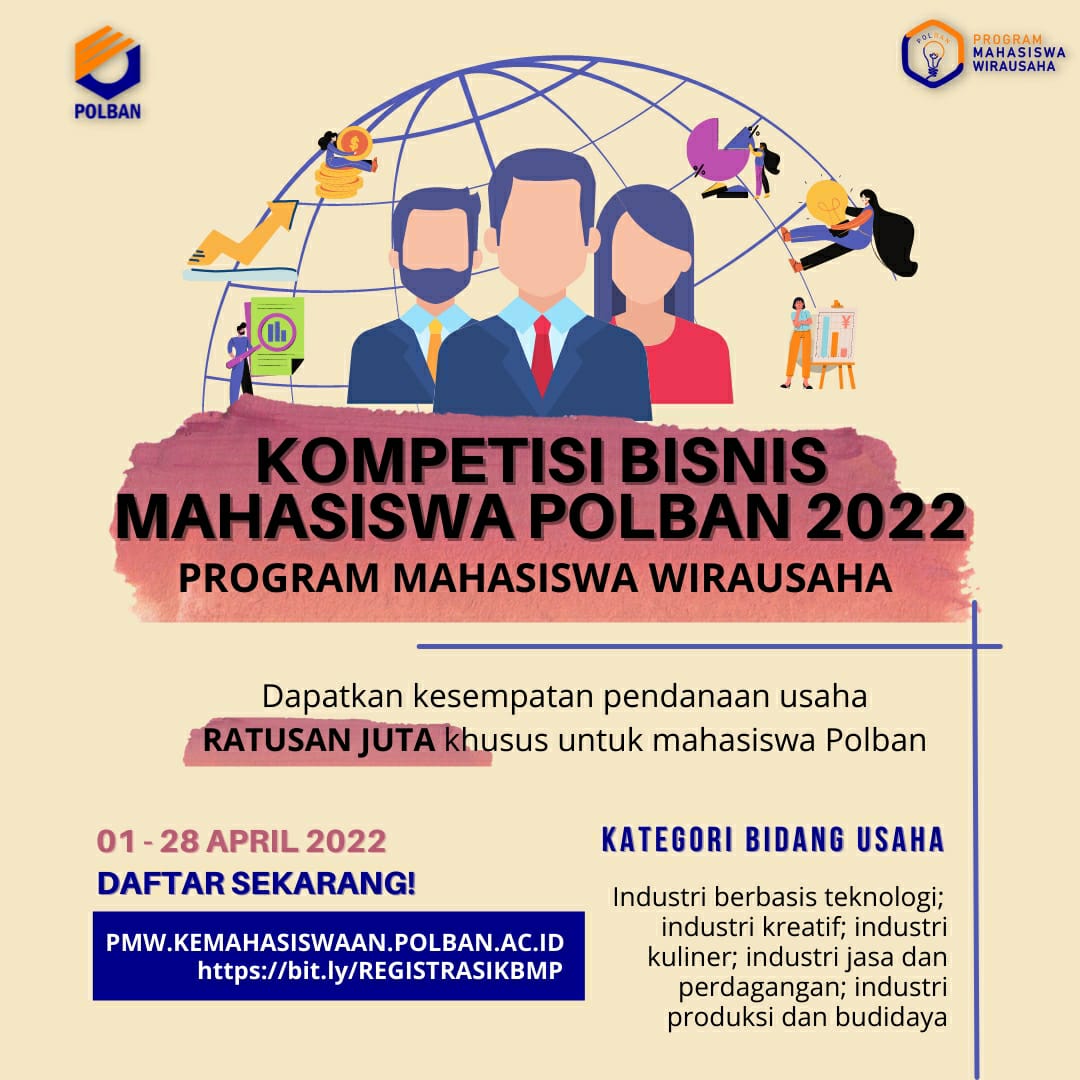 POLBAN
POLBAN
PROGRAM
MAHASISWA
WIRAUSAHA
$
%
%
¥
KOMPETISI BISNIS
MAHASISWA POLBAN 2022
PROGRAM MAHASISWA WIRAUSAHA
Dapatkan kesempatan pendanaan usaha
RATUSAN JUTA khusus untuk mahasiswa Polban
01 - 28 APRIL 2022
DAFTAR SEKARANG!
PMW.KEMAHASISWAAN.POLBAN.AC.ID
https://bit.ly/REGISTRASIKBMP
KATEGORI BIDANG USAHA
Industri berbasis teknologi;
industri kreatif; industri
kuliner; industri jasa dan
perdagangan; industri
produksi dan budidaya